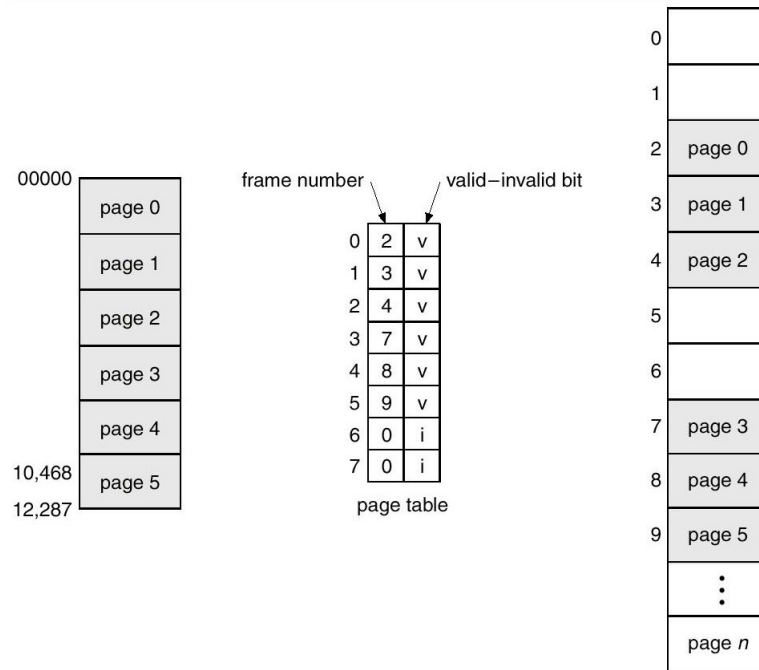 00000
page 0
page 1
page 2
page 3
page 4
10,468
page 5
12,287
frame number
valid–invalid bit
0 2 v
1 3 v
2 4 v
3 7 v
4 8 v
5 9 v
6 0 i
7 0 i
page table
0
1
2 page 0
3 page 1
4 page 2
5
6
7 page 3
8 page 4
9 page 5
⋮
page n